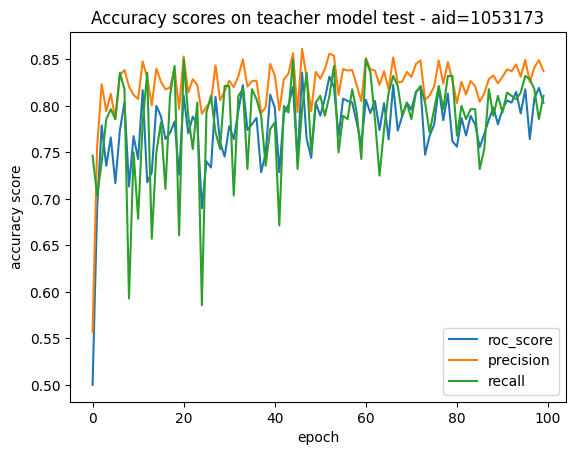 Accuracy scores on teacher model test - aid=1053173
accuracy score
0.85
0.80
0.75
0.70
0.65
0.60
0.55
0.50
0
20
40
60
80
100
epoch
roc_score
precision
recall